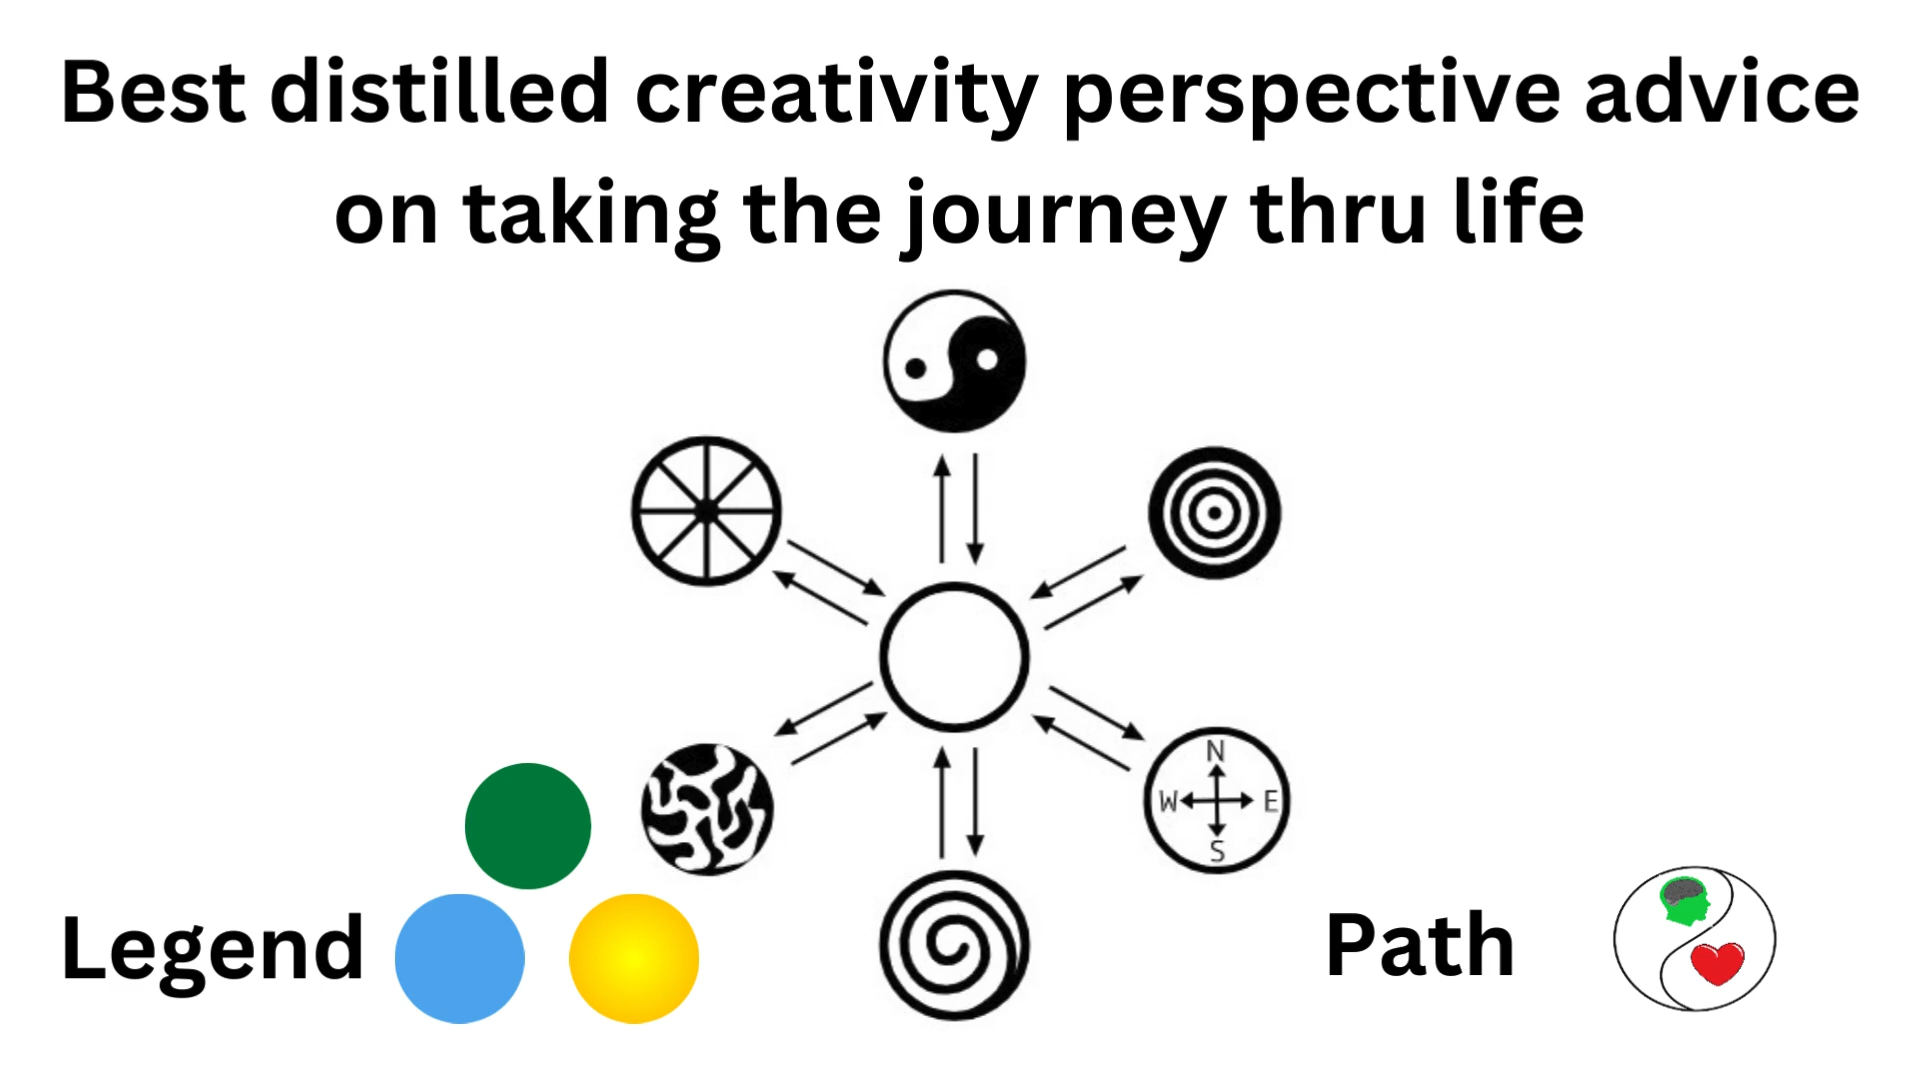 Best distilled creativity perspective advice
on taking the journey thru life
N
W E
S
Legend
Path